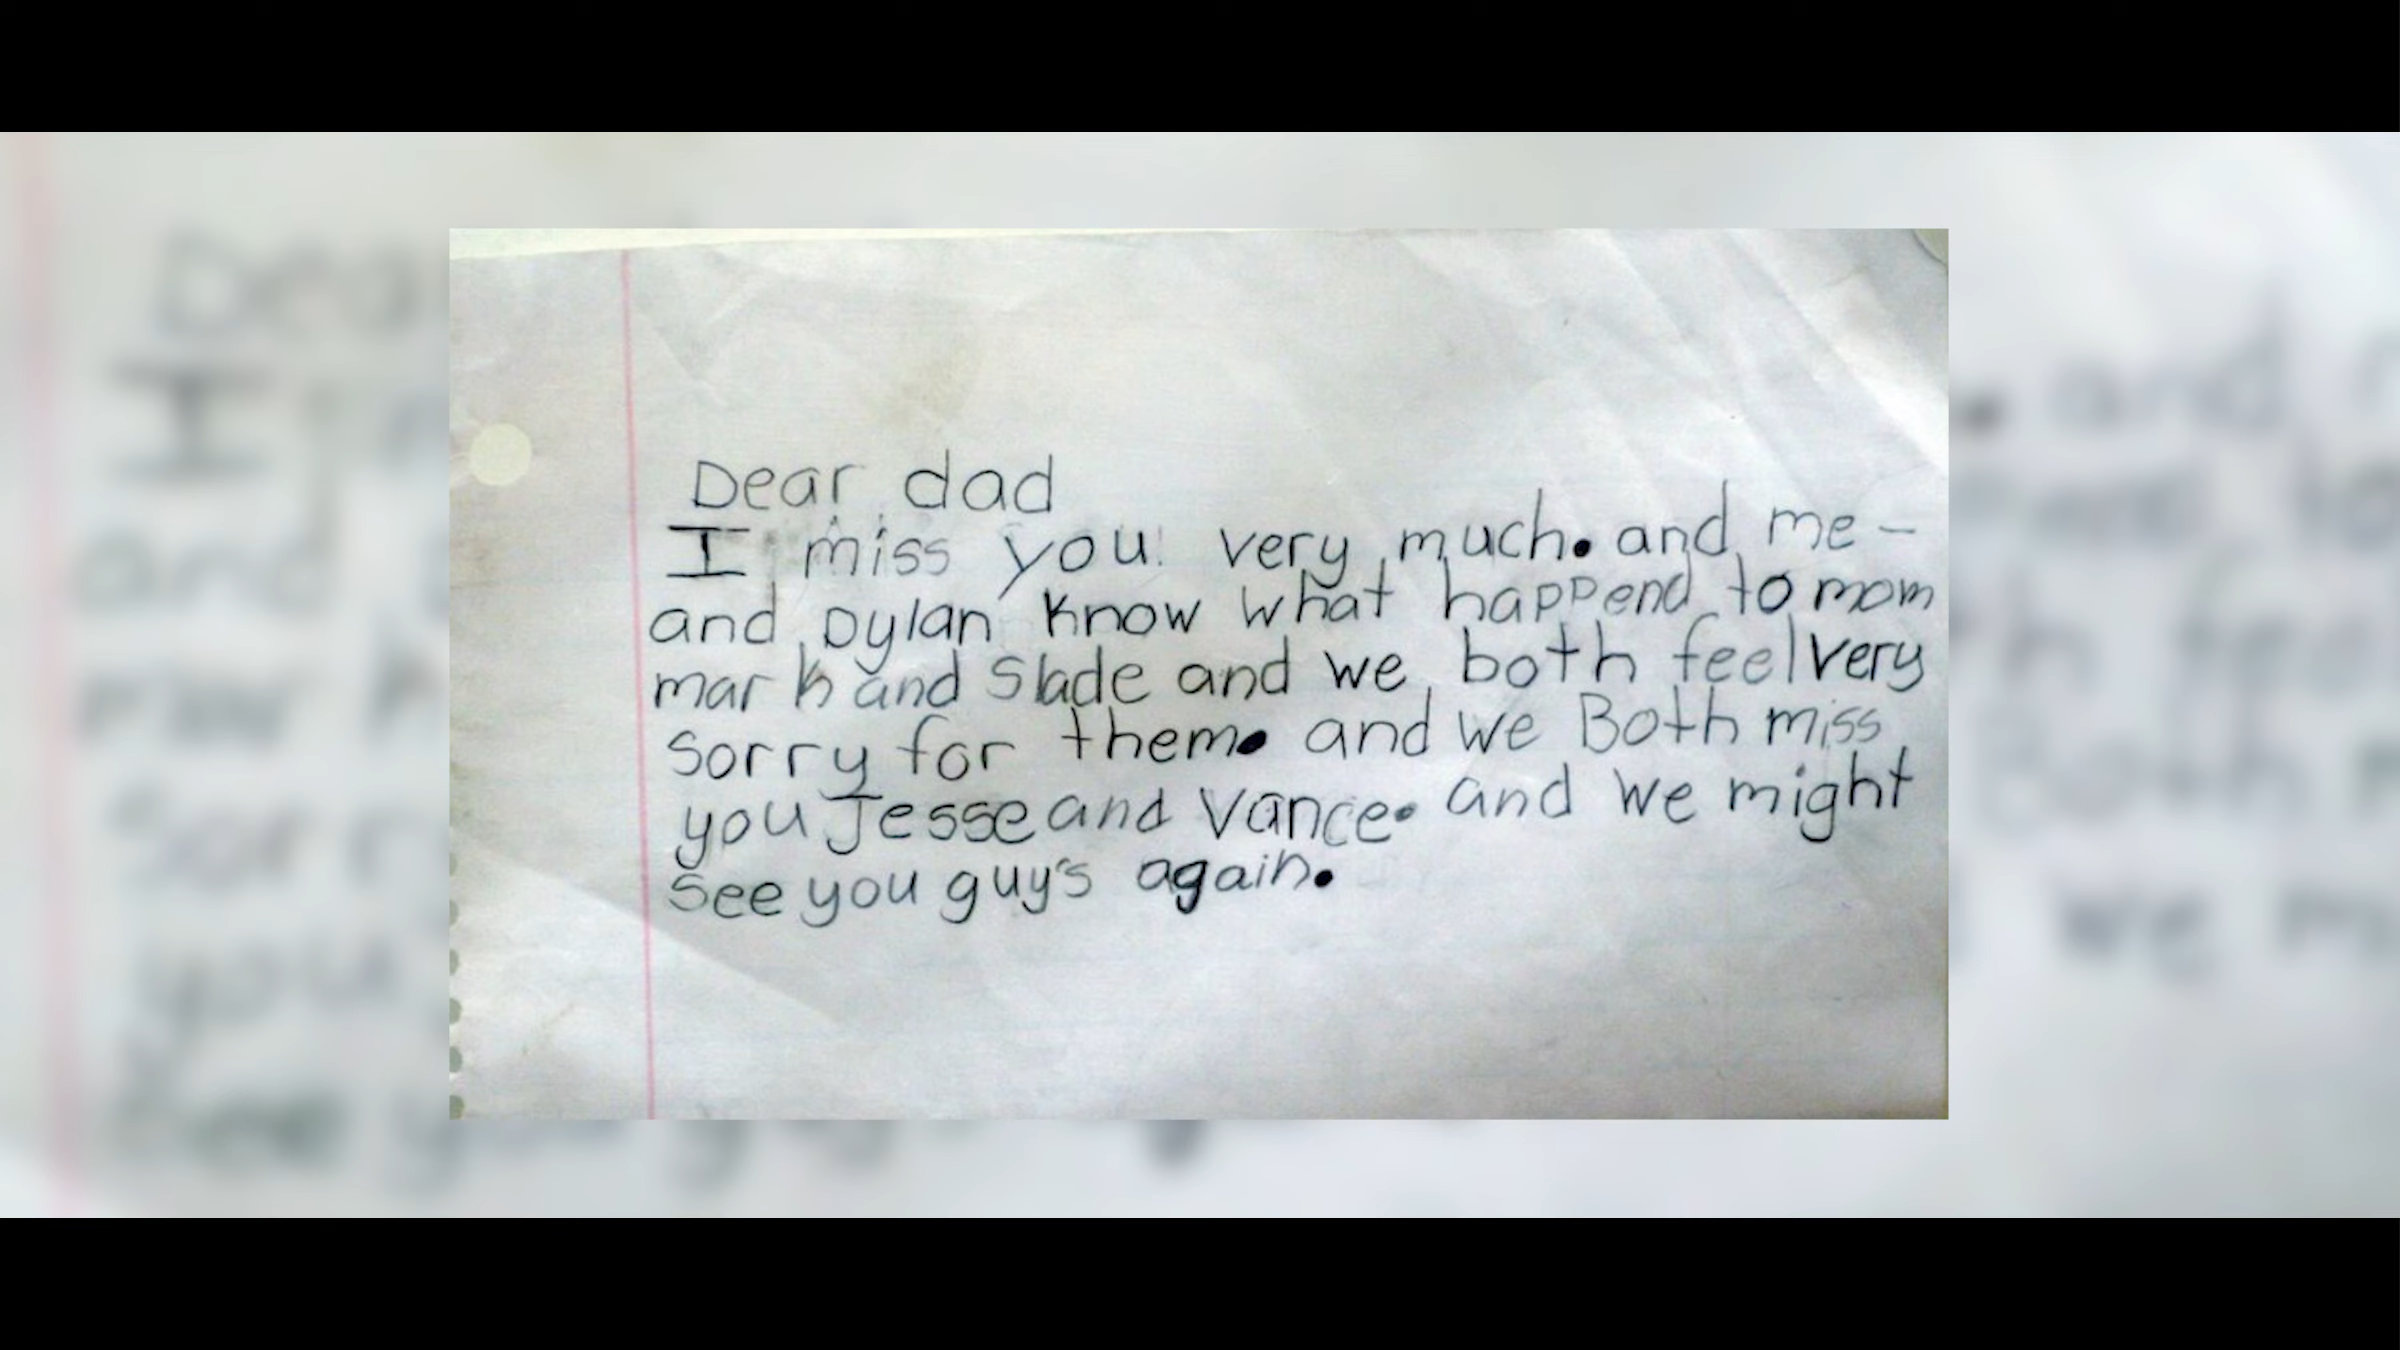 Dear dad
I miss you very much. and me -
and Dylan know what happend to mom
mark and Slade and we both feel very
sorry for them. and we Both miss
you Jesse and Vance. and we might
see you guy's again.